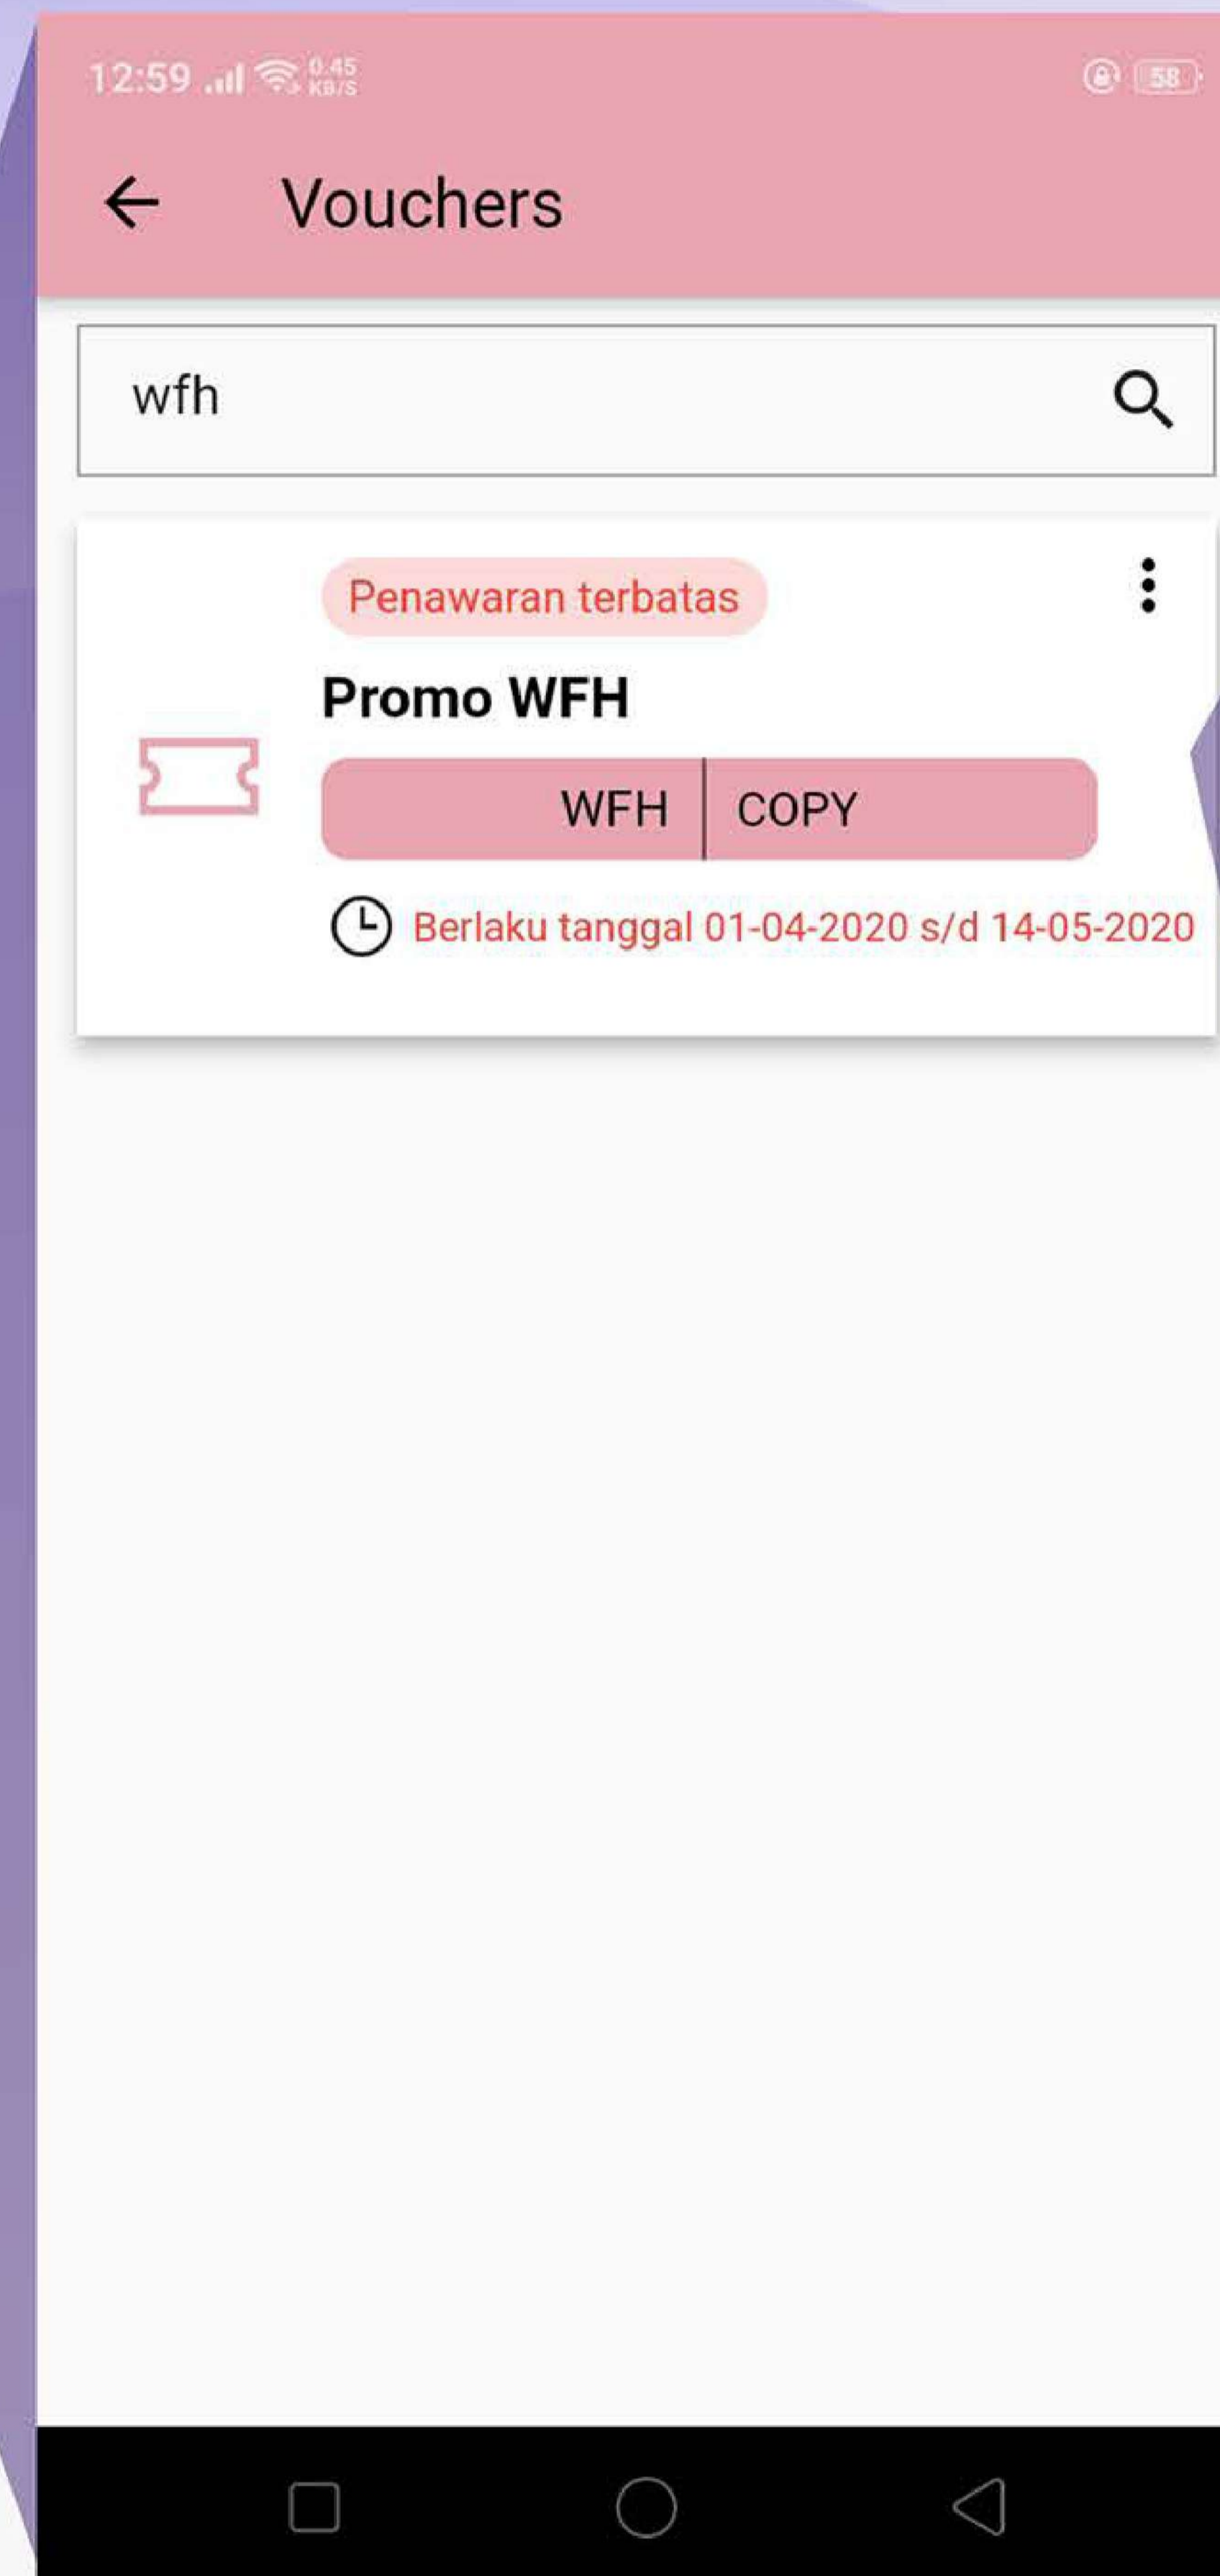 12:59 0.45 KB/S 58
Vouchers
wfh
Penawaran terbatas
Promo WFH
WFH COPY
Berlaku tanggal 01-04-2020 s/d 14-05-2020